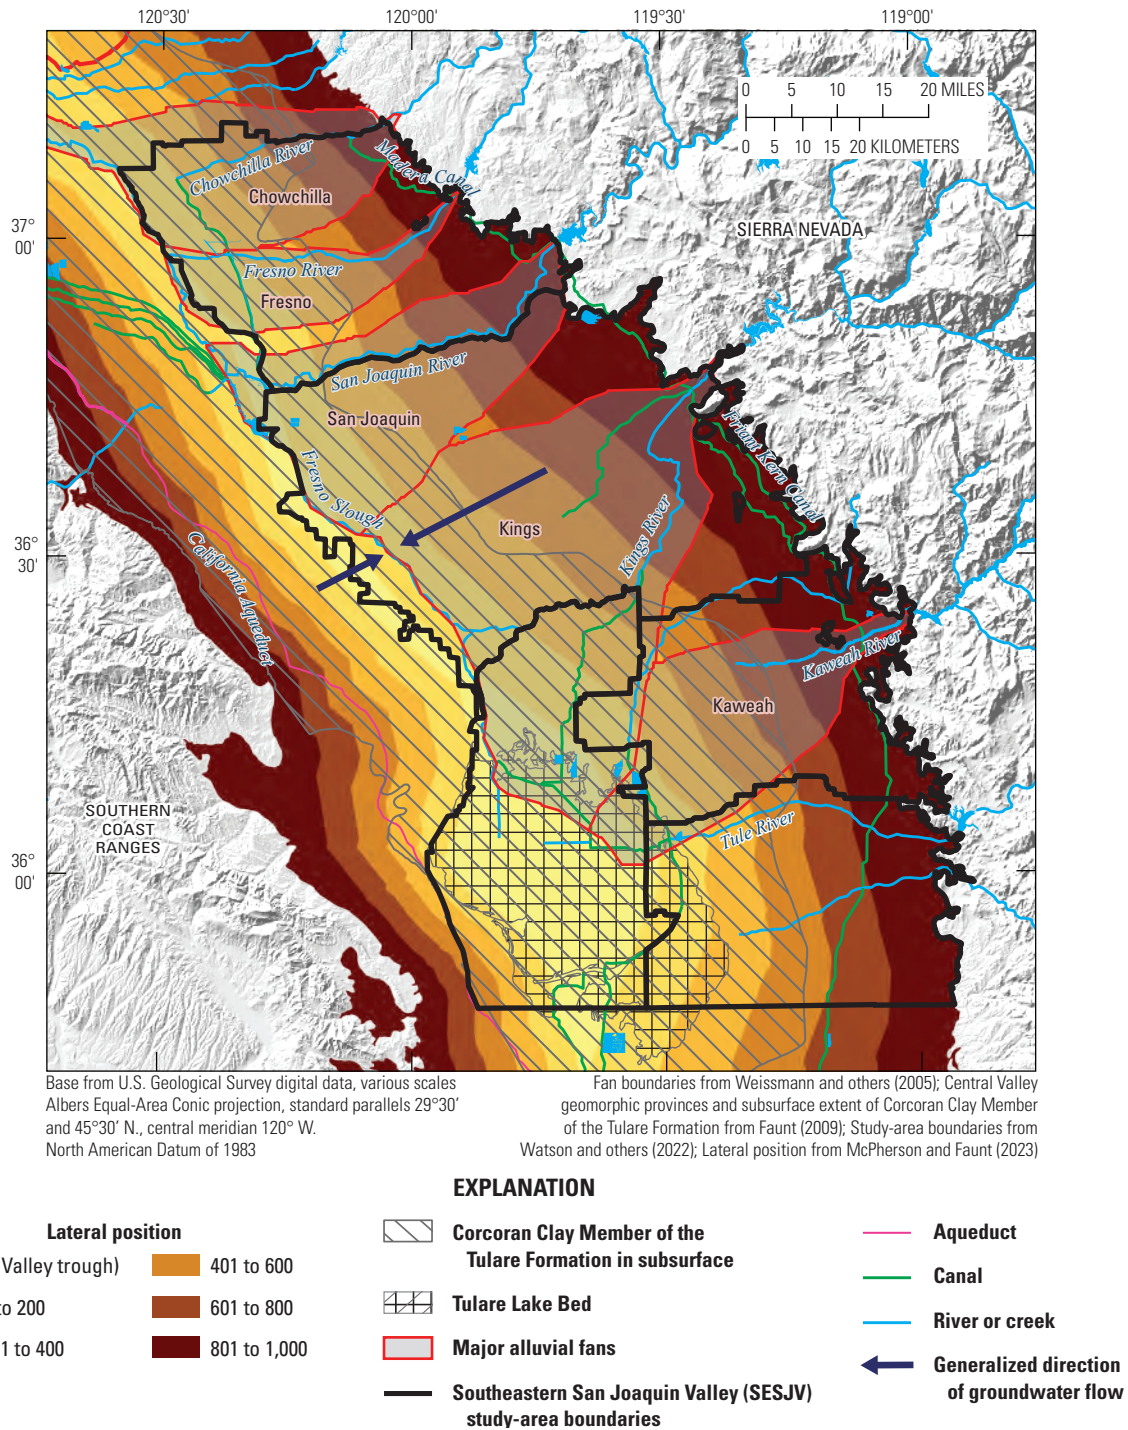 120°30' 120°00' 119°30' 119°00'
0 5 10 15 20 MILES
0 5 10 15 20 KILOMETERS
Chowchilla River
Madera Canal
Chowchilla
37°
00'
SIERRA NEVADA
Fresno River
Fresno
San Joaquin River
San Joaquin
Friant Kern Canal
Fresno Slough
Kings
Kings River
36°
30'
California Aqueduct
Kaweah River
Kaweah
SOUTHERN
COAST
RANGES
Tule River
36°
00'
Base from U.S. Geological Survey digital data, various scales
Albers Equal-Area Conic projection, standard parallels 29°30'
and 45°30' N., central meridian 120° W.
North American Datum of 1983
Fan boundaries from Weissmann and others (2005); Central Valley
geomorphic provinces and subsurface extent of Corcoran Clay Member
of the Tulare Formation from Faunt (2009); Study-area boundaries from
Watson and others (2022); Lateral position from McPherson and Faunt (2023)
EXPLANATION
Lateral position
Valley trough)
to 200
1 to 400
401 to 600
601 to 800
801 to 1,000
Corcoran Clay Member of the
Tulare Formation in subsurface
Tulare Lake Bed
Major alluvial fans
Southeastern San Joaquin Valley (SESJV)
study-area boundaries
Aqueduct
Canal
River or creek
Generalized direction
of groundwater flow